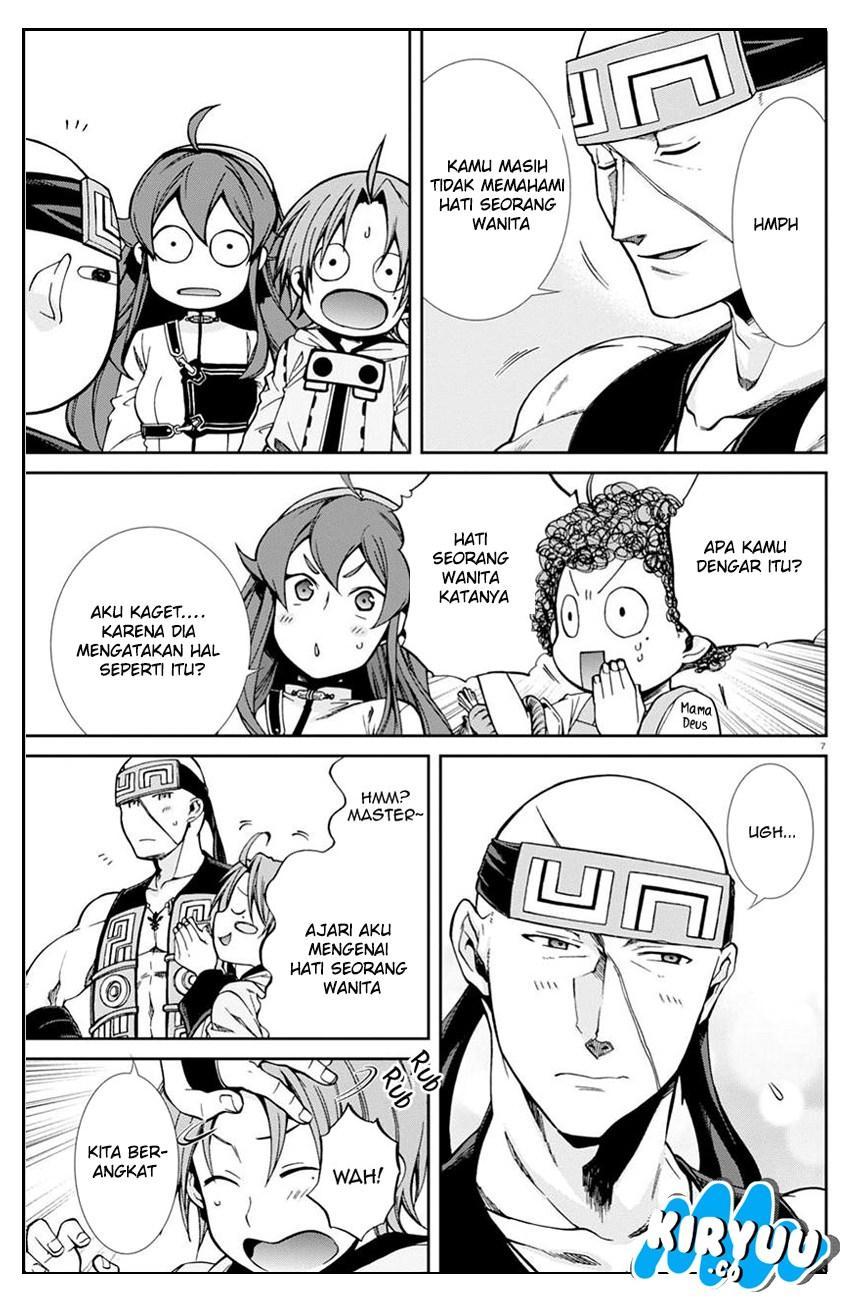 HMPH
KAMU MASIH
TIDAK MEMAHAMI
HATI SEORANG
WANITA
APA KAMU
DENGAR ITU?
HATI
SEORANG
WANITA
KATANYA
Mama
Deus
AKU KAGET....
KARENA DIA
MENGATAKAN HAL
SEPERTI ITU?
7
UGH...
HMM?
MASTER~
AJARI AKU
MENGENAI
HATI SEORANG
WANITA
RUB
RUB
WAH!
KITA BER-
ANGKAT
KIRYUU
.CO